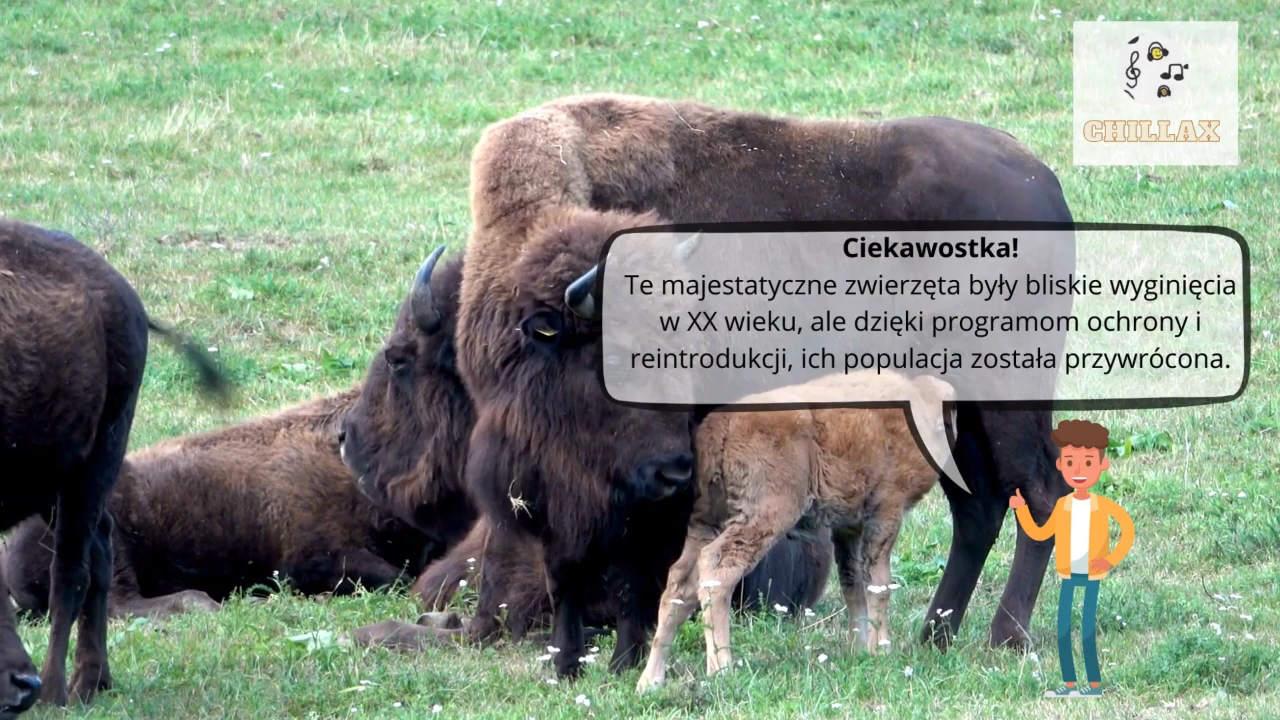 CHILLAX
Ciekawostka!
Te majestatyczne zwierzęta były bliskie wyginięcia
w XX wieku, ale dzięki programom ochrony i
reintrodukcji, ich populacja została przywrócona.